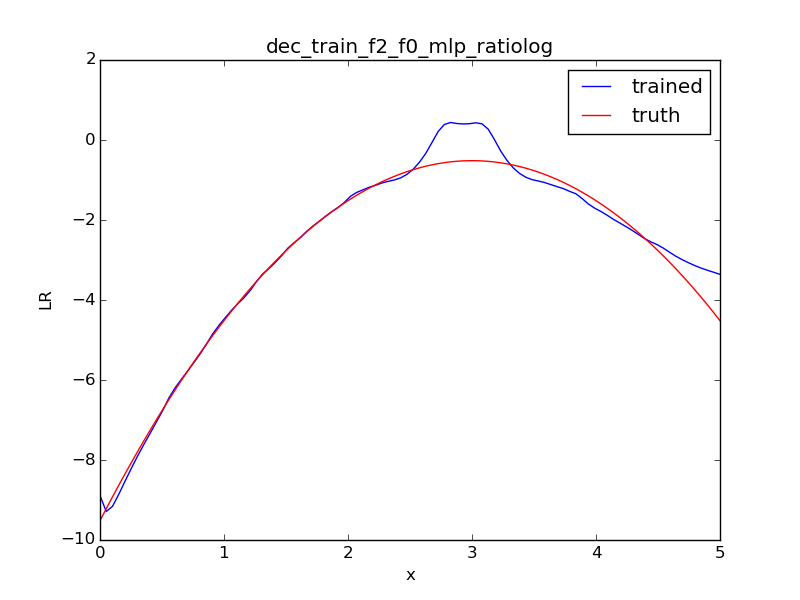 dec_train_f2_f0_mlp_ratiolog
trained
truth
LR
2
0
−2
−4
−6
−8
−10
0 1 2 3 4 5
x